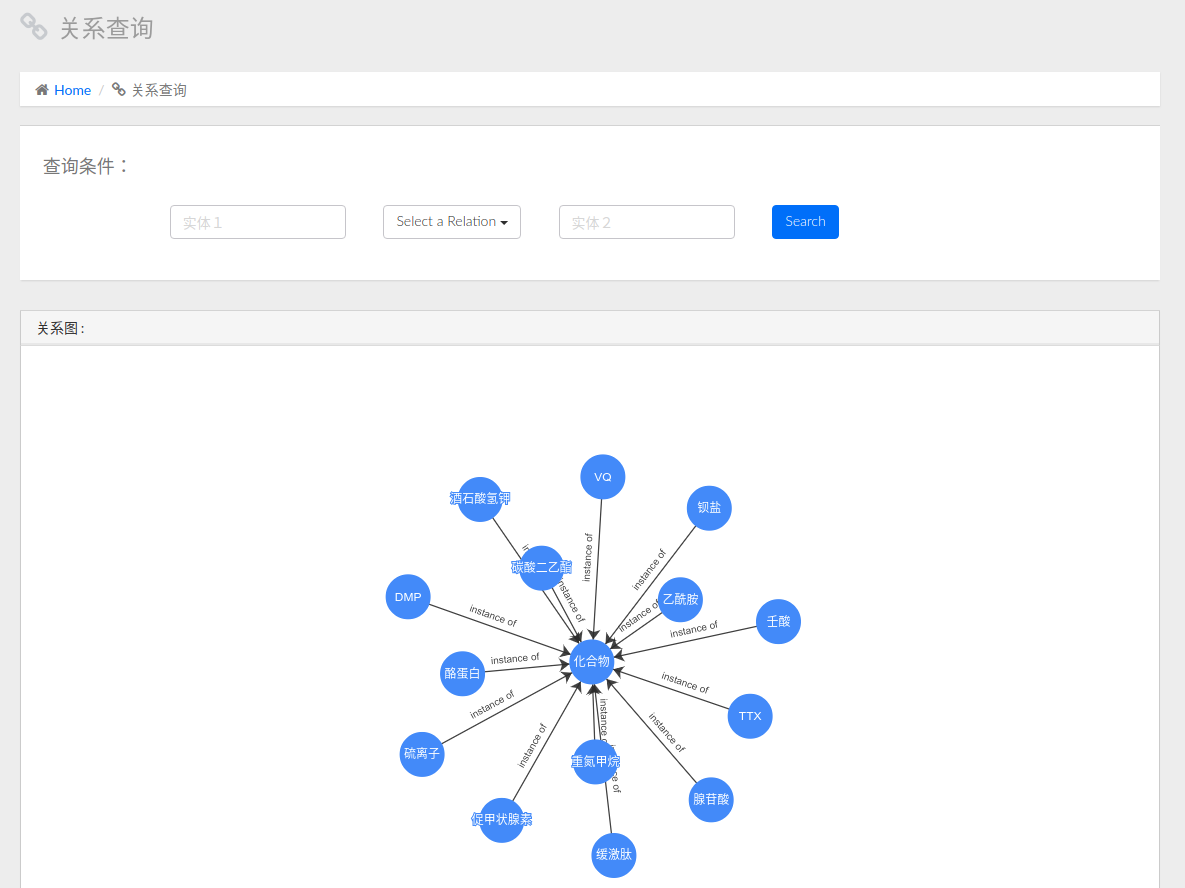 关系查询
Home / 关系查询
查询条件：
实体 1
Select a Relation
实体 2
Search
关系图 :
VQ
酒石酸氢钾
钡盐
instance of
碳酸二乙酯
instance of
instance of
DMP
乙酰胺
instance of
instance of
壬酸
instance of
化合物
instance of
酪蛋白
instance of
instance of
TTX
instance of
instance of
硫离子
instance of
重氮甲烷
腺苷酸
促甲状腺素
缓激肽